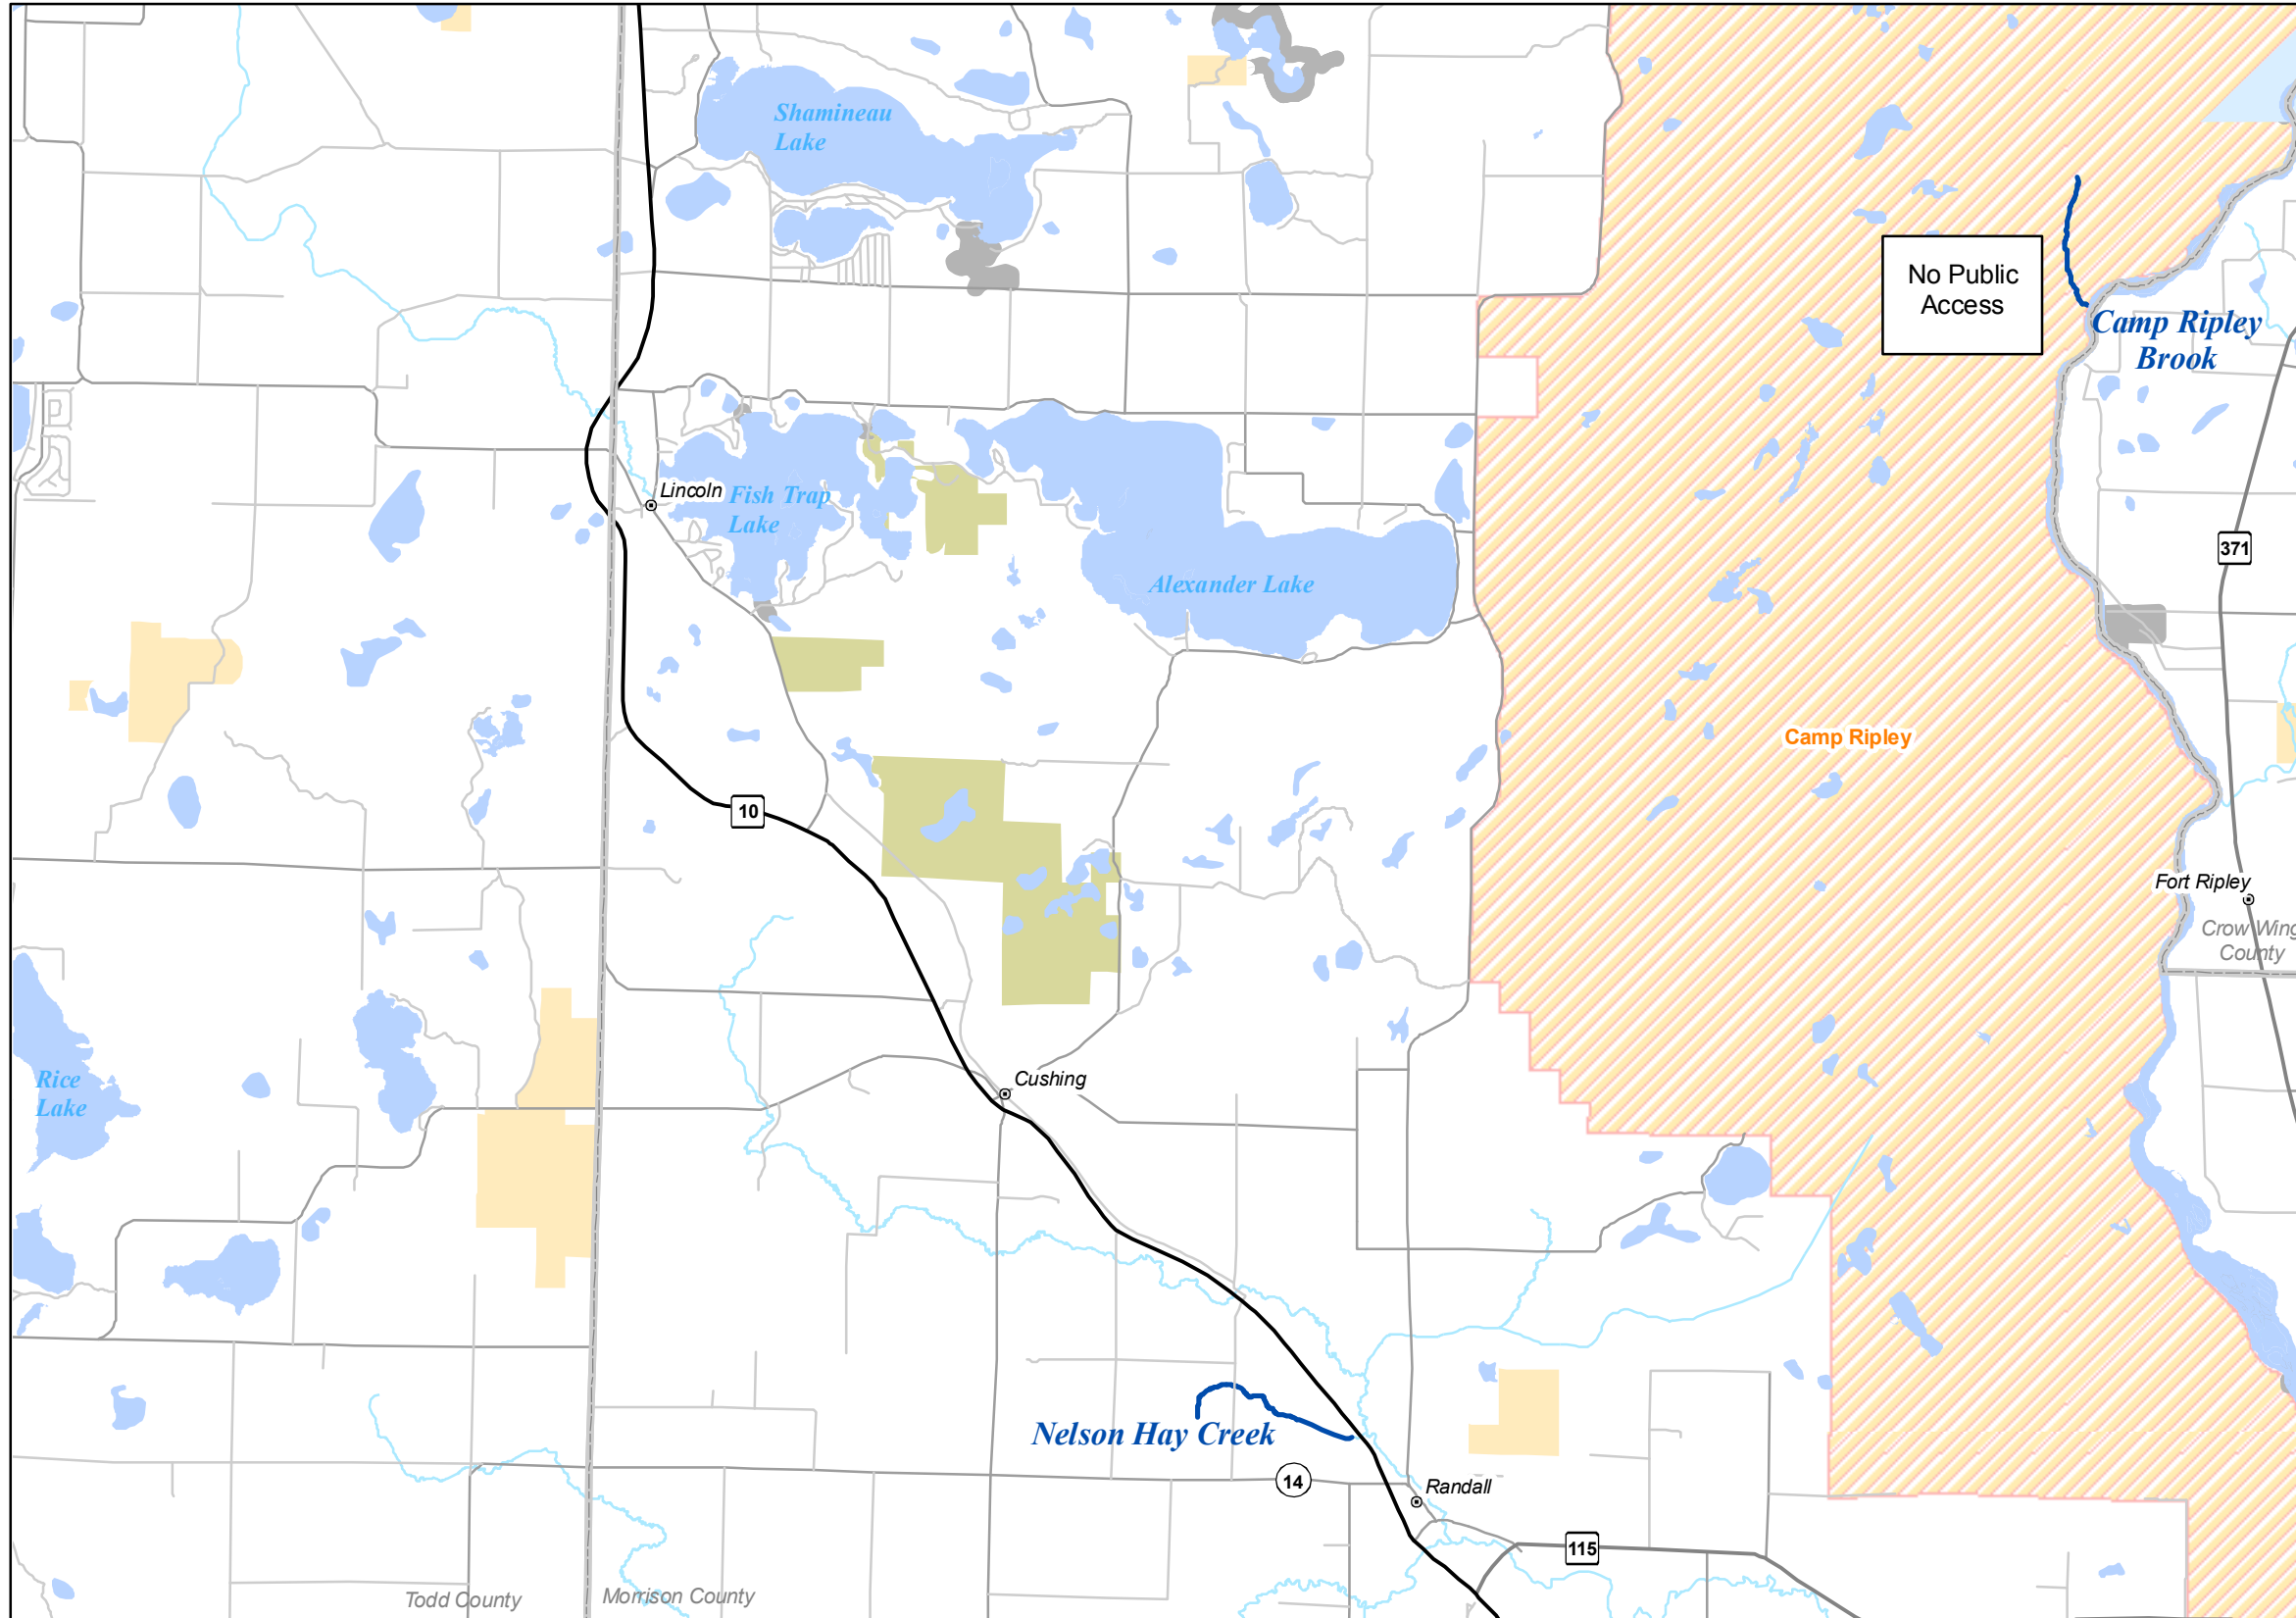 Shamineau
Lake
No Public
Access
Camp Ripley
Brook
Lincoln
Fish Trap
Lake
371
Alexander Lake
Camp Ripley
10
Fort Ripley
Crow Wing
County
Rice
Lake
Cushing
Nelson Hay Creek
14
Randall
115
Todd County
Morrison County